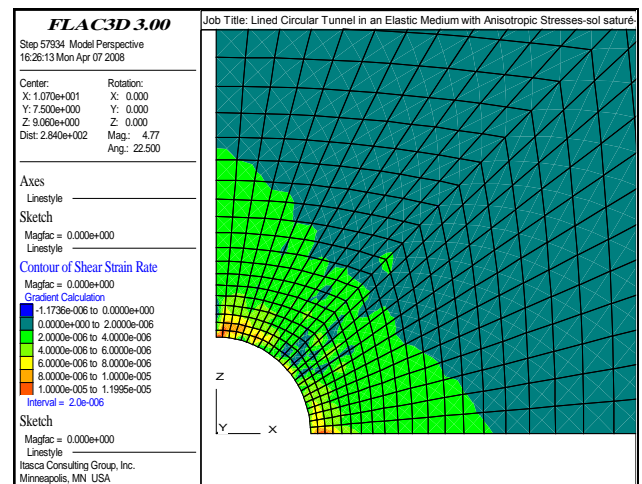 FLAC3D 3.00
Step 57934 Model Perspective
16:26:13 Mon Apr 07 2008
Center: Rotation:
X: 1.070e+001 X: 0.000
Y: 7.500e+000 Y: 0.000
Z: 9.060e+000 Z: 0.000
Dist: 2.840e+002 Mag.: 4.77
Ang.: 22.500
Axes
Linestyle
Sketch
Magfac = 0.000e+000
Linestyle
Contour of Shear Strain Rate
Magfac = 0.000e+000
Gradient Calculation
-1.1736e-006 to 0.0000e+000
0.0000e+000 to 2.0000e-006
2.0000e-006 to 4.0000e-006
4.0000e-006 to 6.0000e-006
6.0000e-006 to 8.0000e-006
8.0000e-006 to 1.0000e-005
1.0000e-005 to 1.1995e-005
Interval = 2.0e-006
Sketch
Magfac = 0.000e+000
Linestyle
Itasca Consulting Group, Inc.
Minneapolis, MN USA
Job Title: Lined Circular Tunnel in an Elastic Medium with Anisotropic Stresses-sol saturé-
Z
Y X